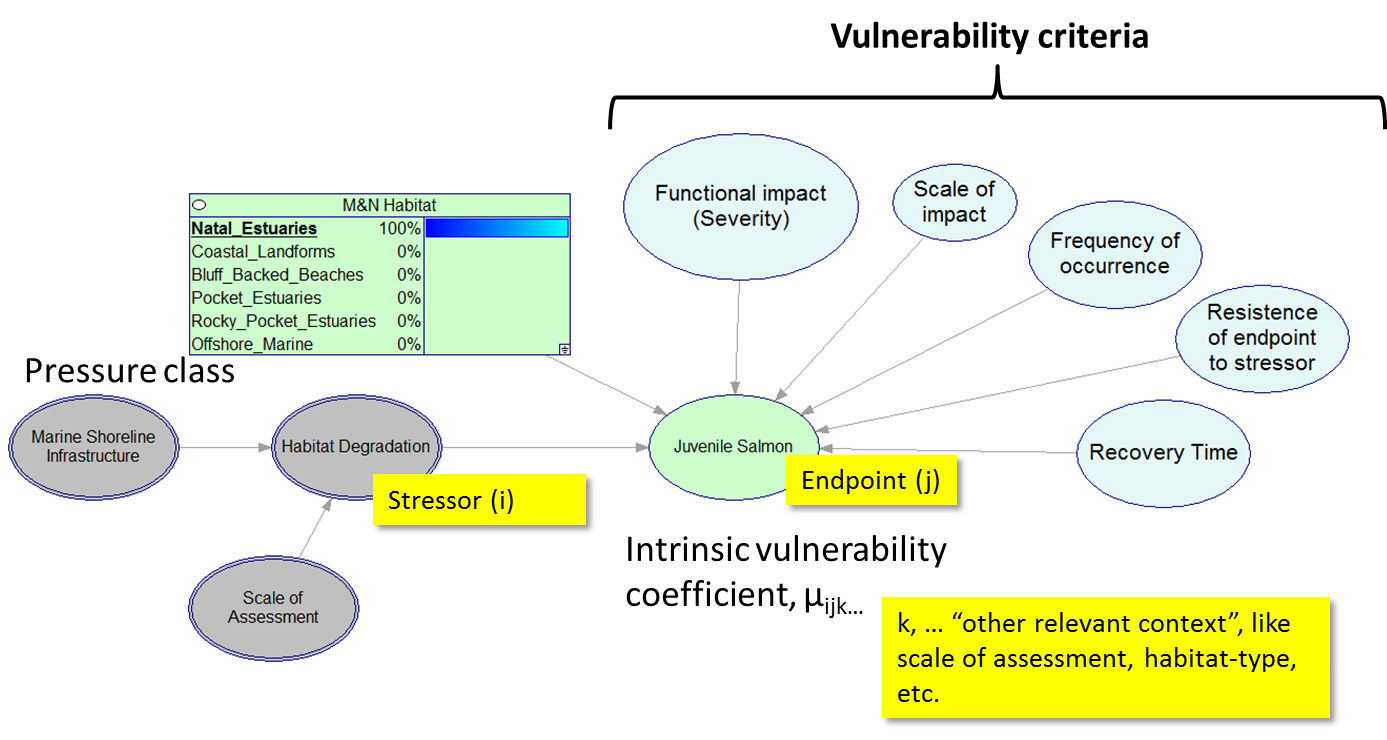 Vulnerability criteria
Functional impact
(Severity)
Scale of
impact
Frequency of
occurrence
Resistence
of endpoint
to stressor
Recovery Time
M&N Habitat
Natal_Estuaries 100%
Coastal_Landforms 0%
Bluff_Backed_Beaches 0%
Pocket_Estuaries 0%
Rocky_Pocket_Estuaries 0%
Offshore_Marine 0%
Pressure class
Marine Shoreline
Infrastructure
Habitat Degradation
Stressor (i)
Juvenile Salmon
Endpoint (j)
Scale of
Assessment
Intrinsic vulnerability
coefficient, µijk...
k, … “other relevant context”, like
scale of assessment, habitat-type,
etc.